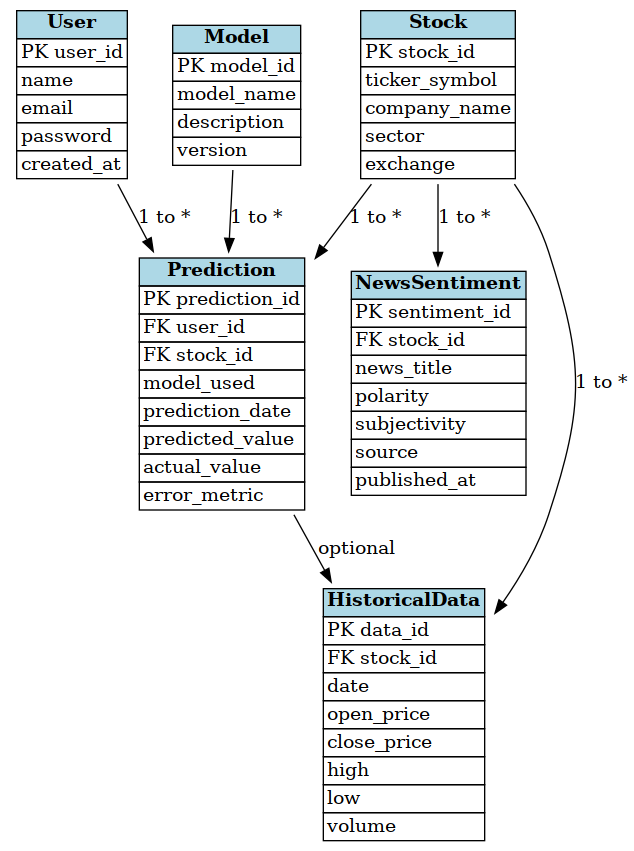 User
PK user_id
name
email
password
created_at
Model
PK model_id
model_name
description
version
Stock
PK stock_id
ticker_symbol
company_name
sector
exchange
1 to *
1 to *
1 to *
1 to *
1 to *
Prediction
PK prediction_id
FK user_id
FK stock_id
model_used
prediction_date
predicted_value
actual_value
error_metric
NewsSentiment
PK sentiment_id
FK stock_id
news_title
polarity
subjectivity
source
published_at
optional
HistoricalData
PK data_id
FK stock_id
date
open_price
close_price
high
low
volume